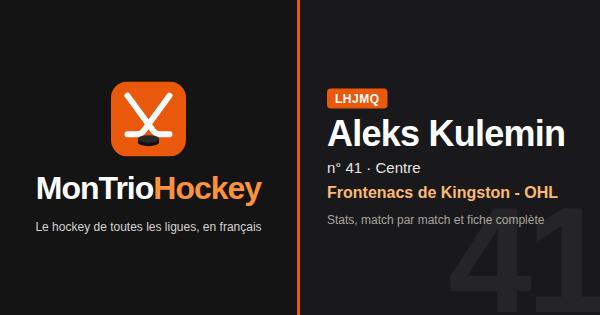 MonTrioHockey
Le hockey de toutes les ligues, en français
LHJMQ
Aleks Kulemin
n° 41 · Centre
Frontenacs de Kingston - OHL
Stats, match par match et fiche complète
41